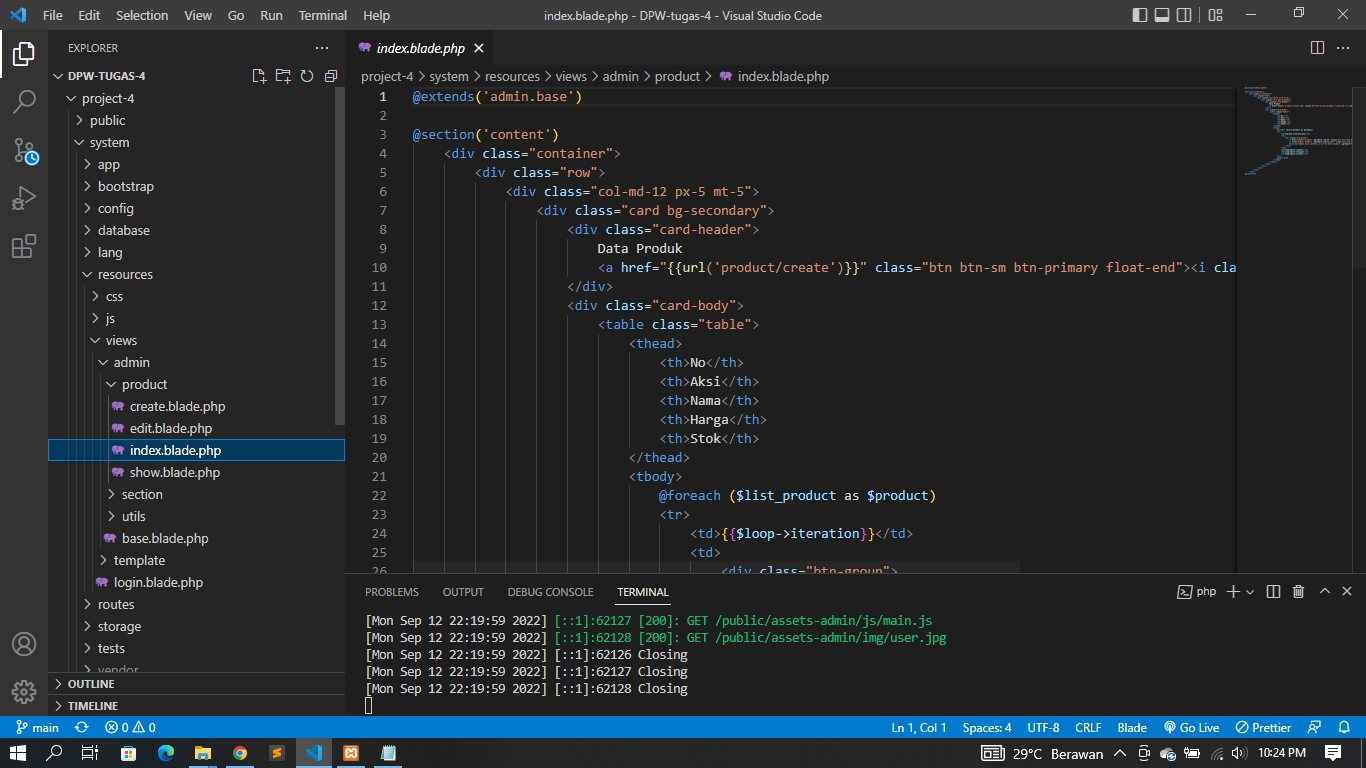 File Edit Selection View Go Run Terminal Help index.blade.php - DPW-tugas-4 - Visual Studio Code
EXPLORER
DPW-TUGAS-4
project-4
public
system
app
bootstrap
config
database
lang
resources
css
js
views
admin
product
create.blade.php
edit.blade.php
index.blade.php
show.blade.php
section
utils
base.blade.php
template
login.blade.php
routes
storage
tests
vendor
OUTLINE
TIMELINE
index.blade.php
project-4 > system > resources > views > admin > product > index.blade.php
1 @extends('admin.base')
2
3 @section('content')
4 <div class="container">
5 <div class="row">
6 <div class="col-md-12 px-5 mt-5">
7 <div class="card bg-secondary">
8 <div class="card-header">
9 Data Produk
10 <a href="{{url('product/create')}}" class="btn btn-sm btn-primary float-end"><i cla
11 </div>
12 <div class="card-body">
13 <table class="table">
14 <thead>
15 <th>No</th>
16 <th>Aksi</th>
17 <th>Nama</th>
18 <th>Harga</th>
19 <th>Stok</th>
20 </thead>
21 <tbody>
22 @foreach ($list_product as $product)
23 <tr>
24 <td>{{$loop->iteration}}</td>
25 <td>
26 <div class="btn-group">
PROBLEMS OUTPUT DEBUG CONSOLE TERMINAL php
[Mon Sep 12 22:19:59 2022] [::1]:62127 [200]: GET /public/assets-admin/js/main.js
[Mon Sep 12 22:19:59 2022] [::1]:62128 [200]: GET /public/assets-admin/img/user.jpg
[Mon Sep 12 22:19:59 2022] [::1]:62126 Closing
[Mon Sep 12 22:19:59 2022] [::1]:62127 Closing
[Mon Sep 12 22:19:59 2022] [::1]:62128 Closing
main 0 0 Ln 1, Col 1 Spaces: 4 UTF-8 CRLF Blade Go Live Prettier
29°C Berawan 10:24 PM